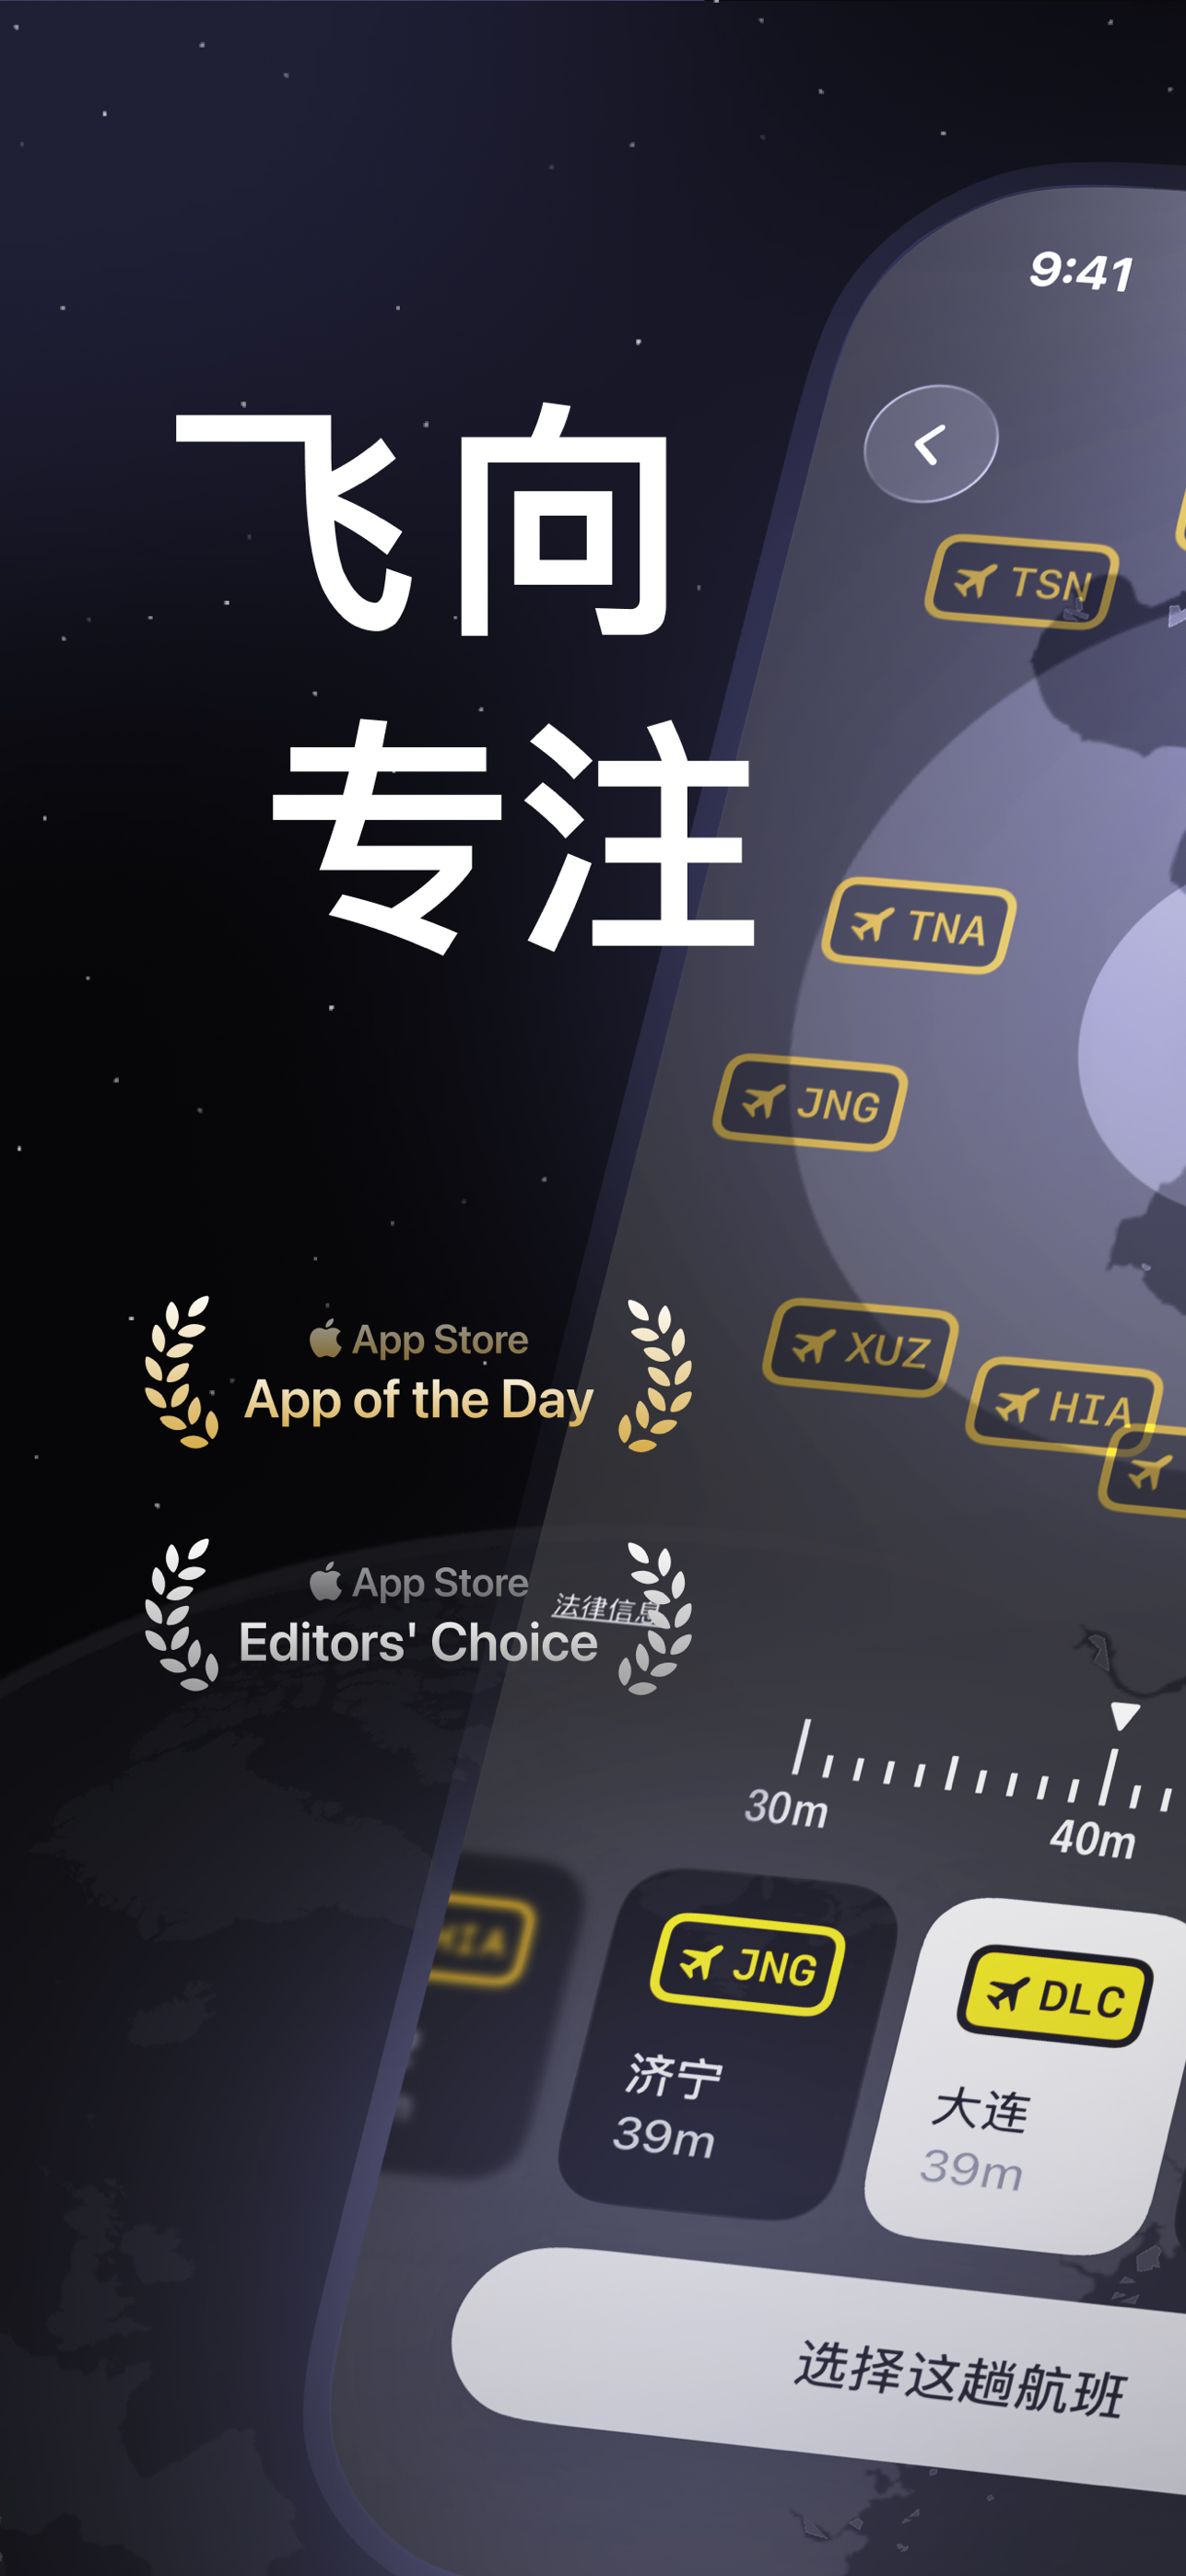 9:41
飞向
专注
TSN
TNA
JNG
XUZ
HIA
App Store
App of the Day
App Store
Editors' Choice
法律信息
30m
40m
HIA
JNG
济宁
39m
DLC
大连
39m
选择这趟航班